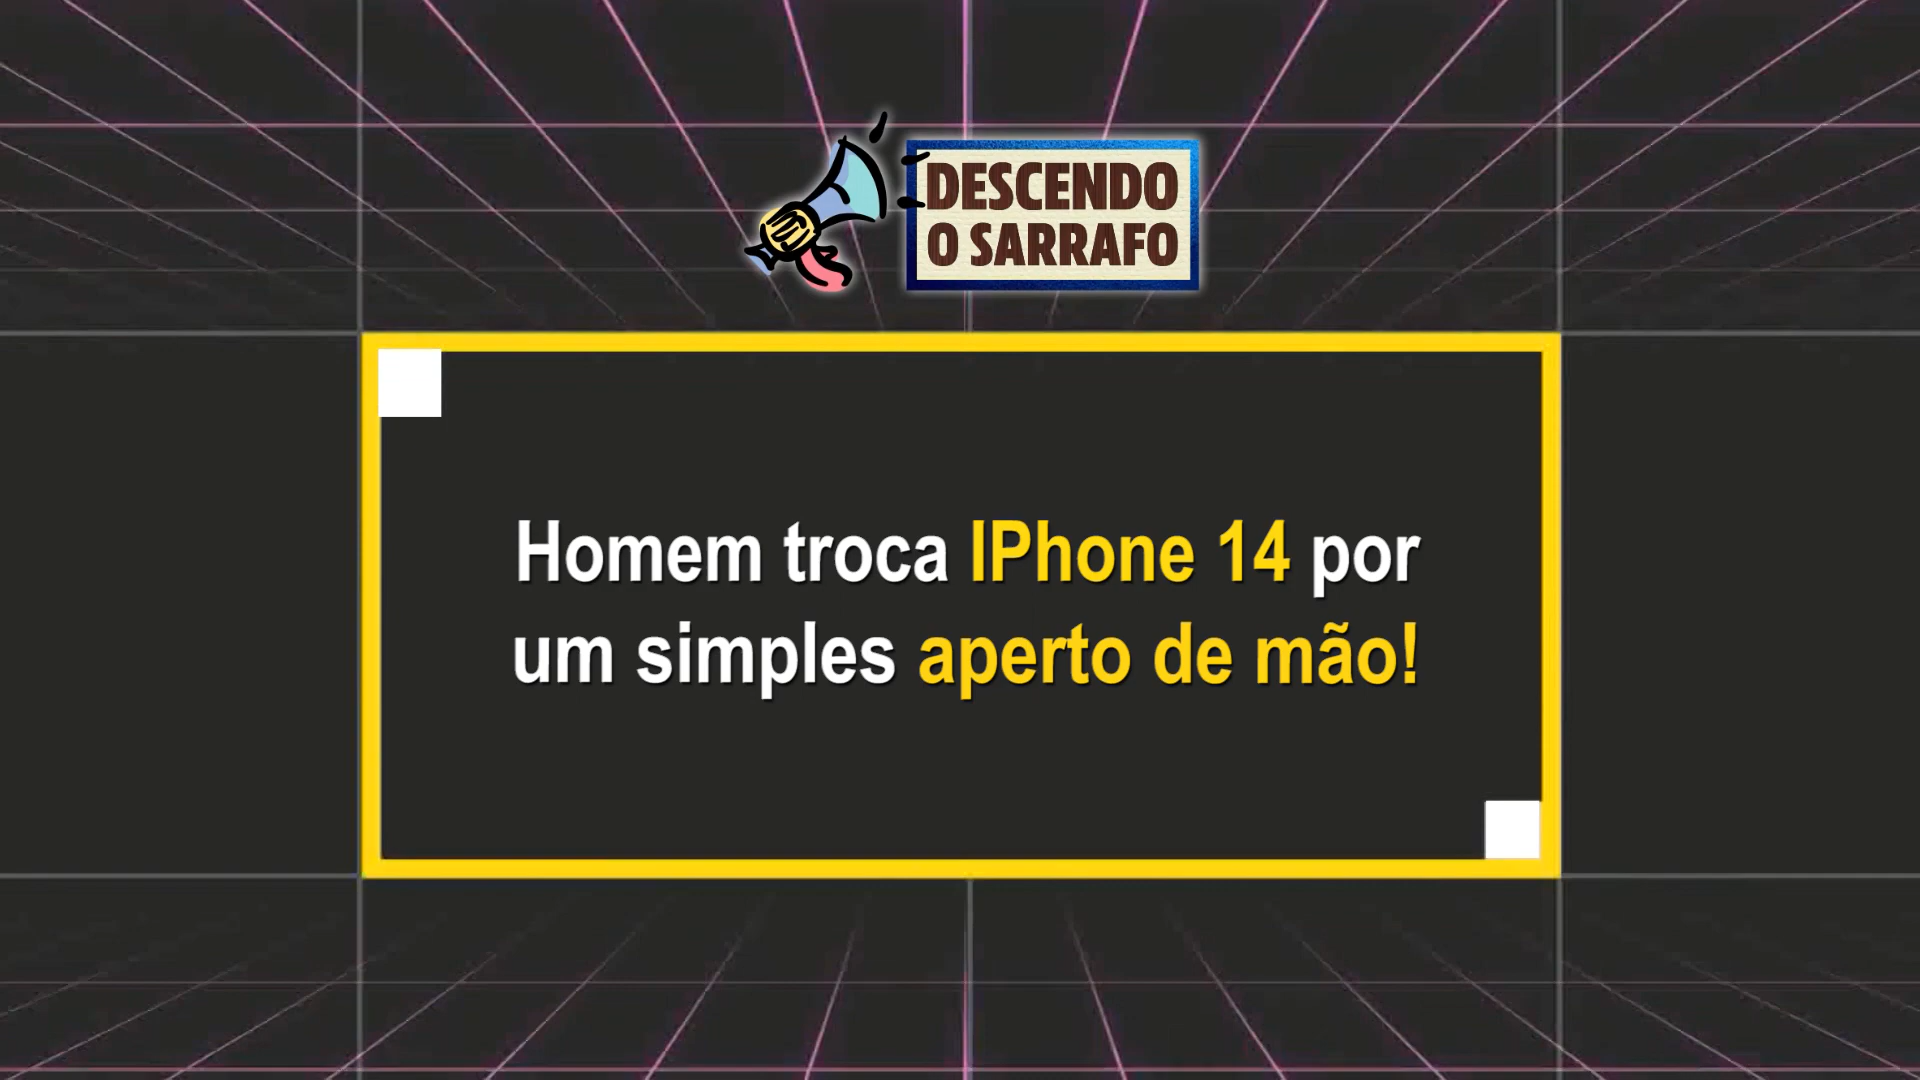 DESCENDO
O SARRAFO
Homem troca IPhone 14 por
um simples aperto de mão!